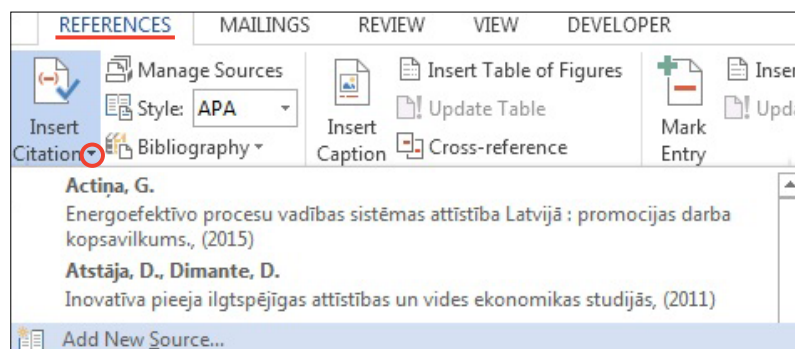 REFERENCES MAILINGS REVIEW VIEW DEVELOPER
Manage Sources
Style: APA
Bibliography
Insert
Citation
Insert Table of Figures
Update Table
Cross-reference
Insert
Caption
Mark
Entry
Actiņa, G.
Energoefektīvo procesu vadības sistēmas attīstība Latvijā : promocijas darba
kopsavilkums., (2015)
Atstāja, D., Dimante, D.
Inovatīva pieeja ilgtspējīgas attīstības un vides ekonomikas studijās, (2011)
Add New Source...